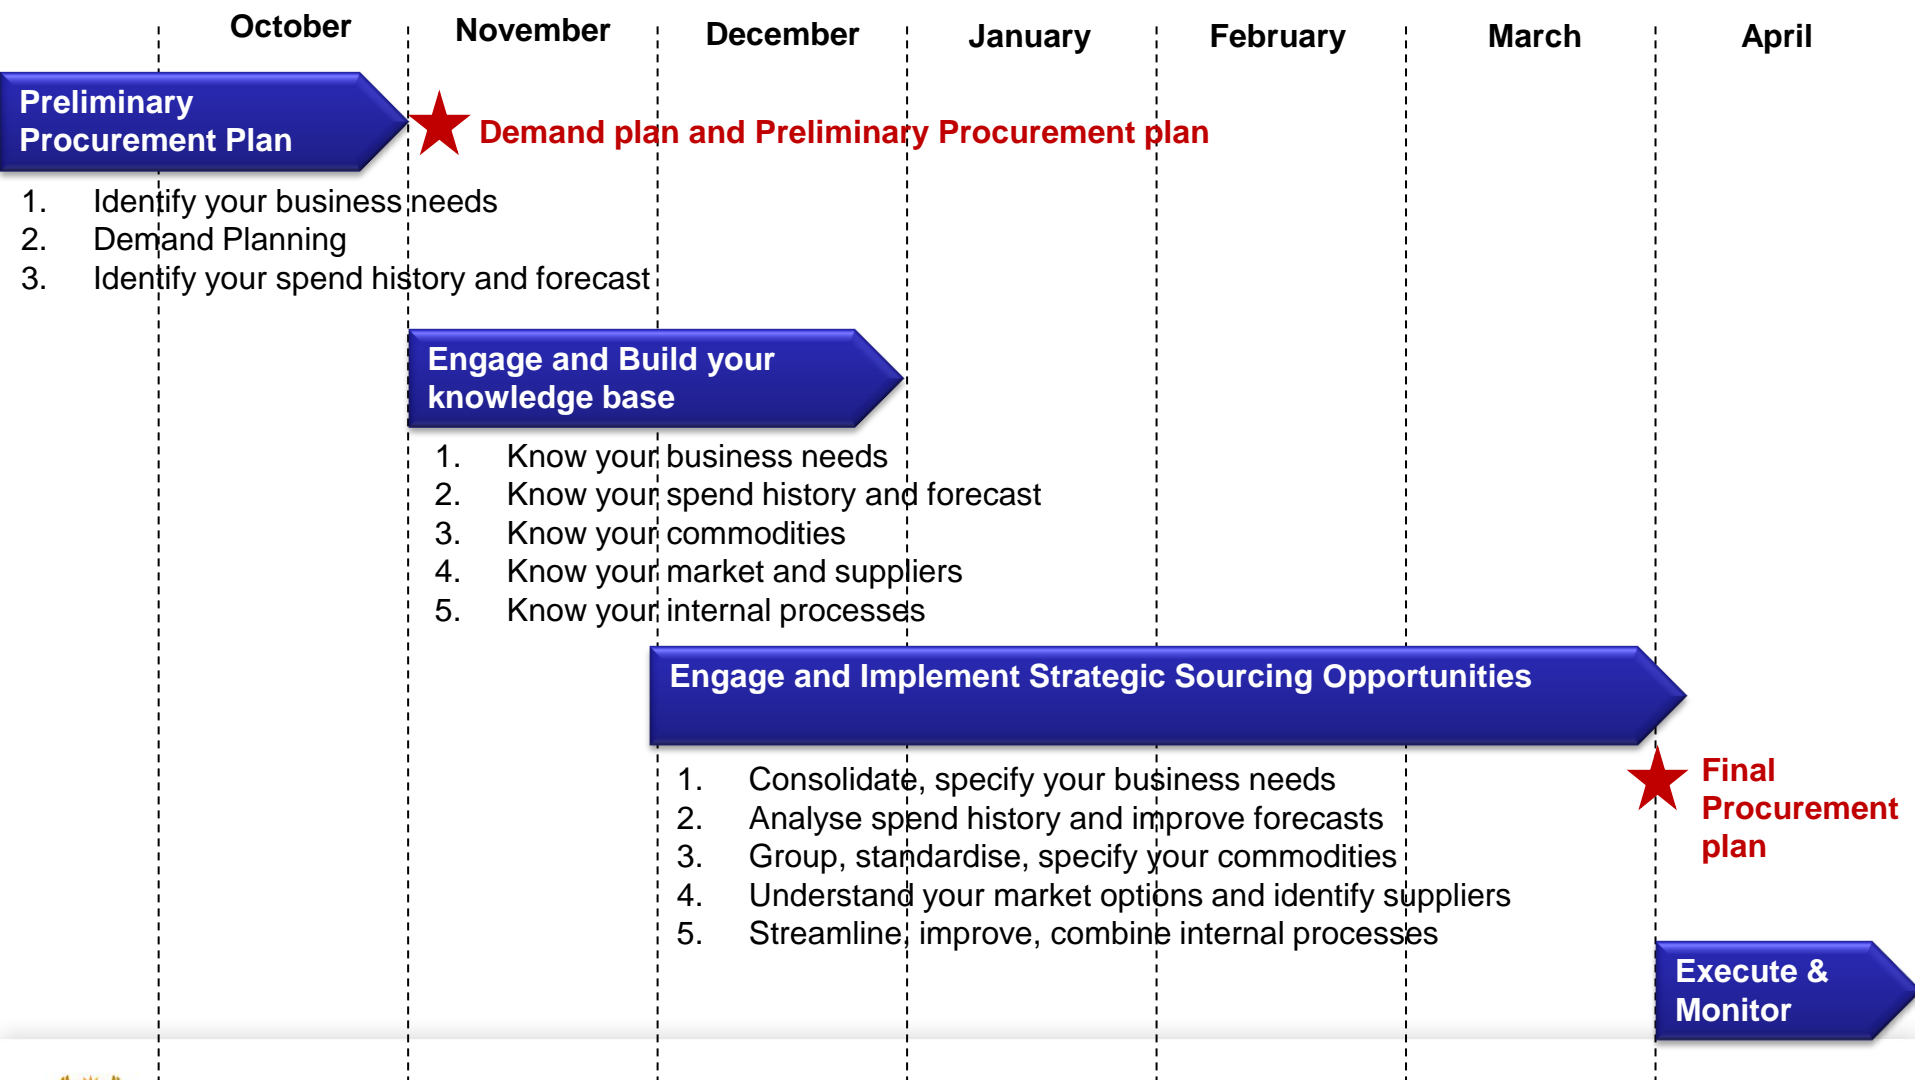 October November December January February March April
Preliminary
Procurement Plan
Demand plan and Preliminary Procurement plan
1. Identify your business needs
2. Demand Planning
3. Identify your spend history and forecast
Engage and Build your
knowledge base
1. Know your business needs
2. Know your spend history and forecast
3. Know your commodities
4. Know your market and suppliers
5. Know your internal processes
Engage and Implement Strategic Sourcing Opportunities
1. Consolidate, specify your business needs
2. Analyse spend history and improve forecasts
3. Group, standardise, specify your commodities
4. Understand your market options and identify suppliers
5. Streamline, improve, combine internal processes
Final
Procurement
plan
Execute &
Monitor